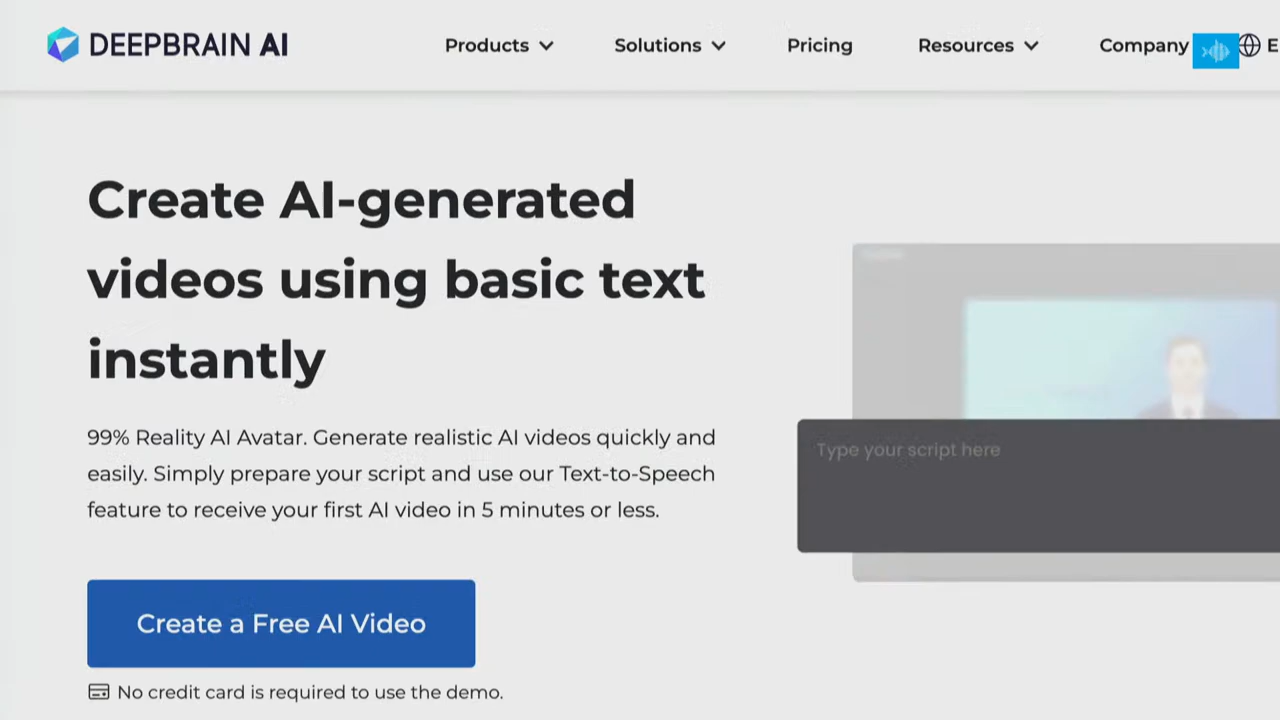 DEEPBRAIN AI
Products
Solutions
Pricing
Resources
Company
E
Create AI-generated
videos using basic text
instantly
99% Reality AI Avatar. Generate realistic AI videos quickly and
easily. Simply prepare your script and use our Text-to-Speech
feature to receive your first AI video in 5 minutes or less.
Type your script here
Create a Free AI Video
No credit card is required to use the demo.